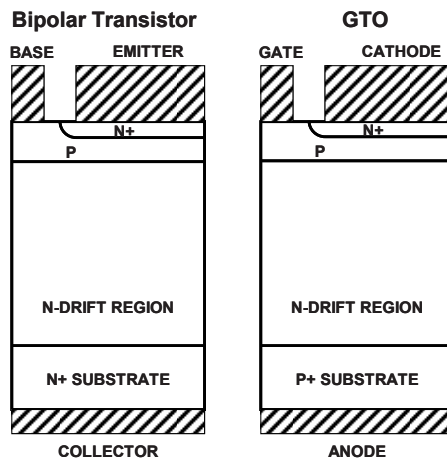 Bipolar Transistor
BASE EMITTER
N+
P
N-DRIFT REGION
N+ SUBSTRATE
COLLECTOR
GTO
GATE CATHODE
N+
P
N-DRIFT REGION
P+ SUBSTRATE
ANODE